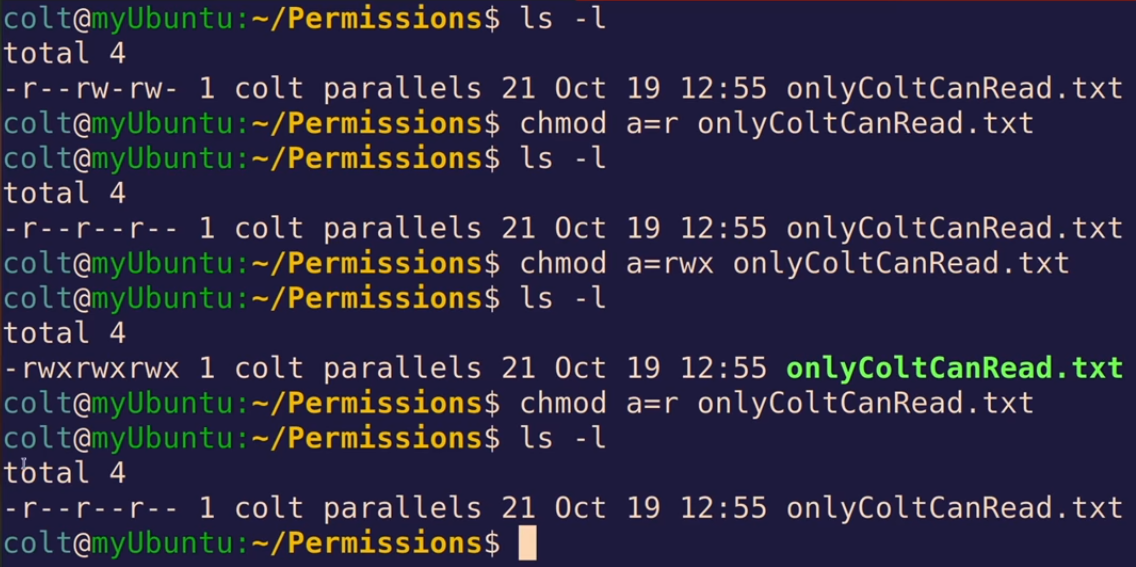 colt@myUbuntu:~/Permissions$ ls -l
total 4
-r--rw-rw- 1 colt parallels 21 Oct 19 12:55 onlyColtCanRead.txt
colt@myUbuntu:~/Permissions$ chmod a=r onlyColtCanRead.txt
colt@myUbuntu:~/Permissions$ ls -l
total 4
-r--r--r-- 1 colt parallels 21 Oct 19 12:55 onlyColtCanRead.txt
colt@myUbuntu:~/Permissions$ chmod a=rwx onlyColtCanRead.txt
colt@myUbuntu:~/Permissions$ ls -l
total 4
-rwxrwxrwx 1 colt parallels 21 Oct 19 12:55 onlyColtCanRead.txt
colt@myUbuntu:~/Permissions$ chmod a=r onlyColtCanRead.txt
colt@myUbuntu:~/Permissions$ ls -l
total 4
-r--r--r-- 1 colt parallels 21 Oct 19 12:55 onlyColtCanRead.txt
colt@myUbuntu:~/Permissions$